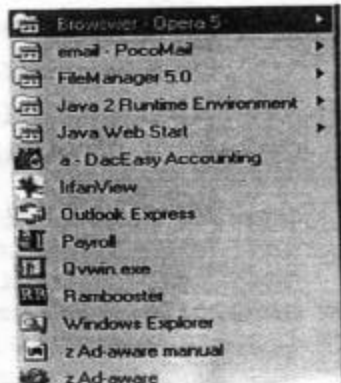 Browswer - Opera 5
email - PocoMail
FileManager 5.0
Java 2 Runtime Environment
Java Web Start
a - DacEasy Accounting
IrfanView
Outlook Express
Payroll
Qvwin.exe
Rambooster
Windows Explorer
z Ad-aware manual
z Ad-aware